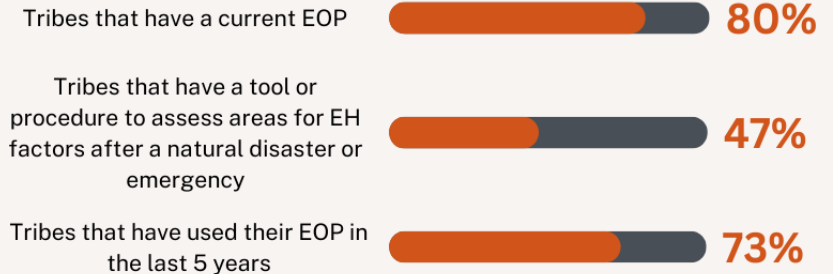 Tribes that have a current EOP
80%
Tribes that have a tool or
procedure to assess areas for EH
factors after a natural disaster or
emergency
47%
Tribes that have used their EOP in
the last 5 years
73%